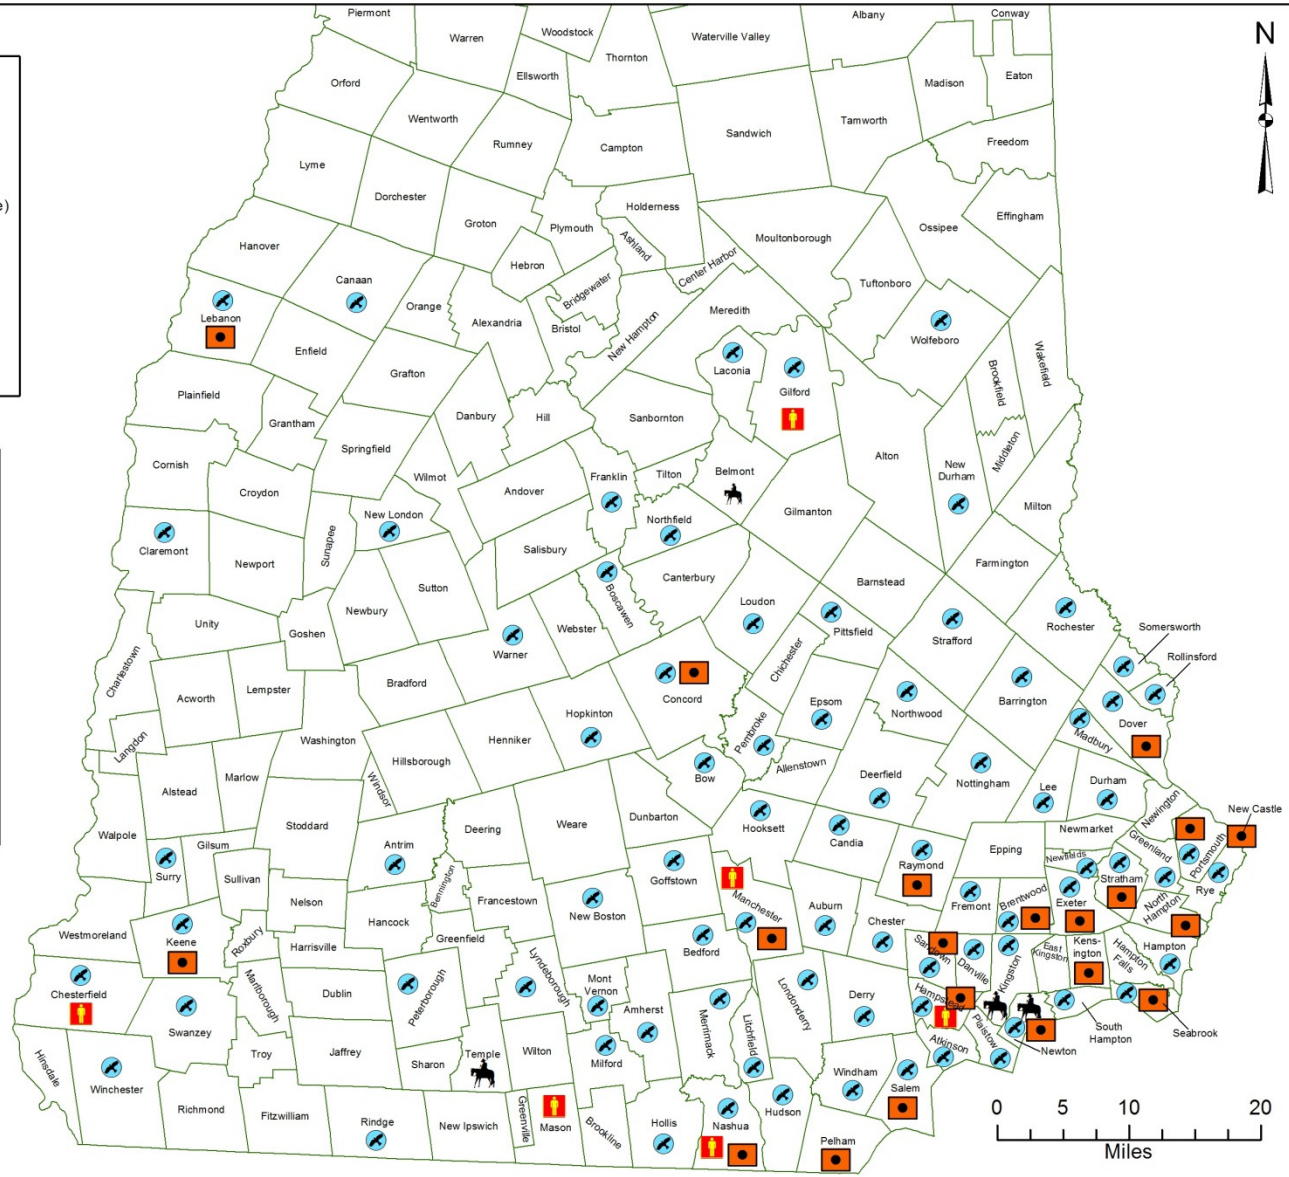 Piermont
Warren
Woodstock
Thornton
Waterville Valley
Albany
Conway
N
Orford
Ellsworth
Madison
Eaton
Wentworth
Rumney
Campton
Sandwich
Tamworth
Freedom
Lyme
Dorchester
e)
Groton
Plymouth
Holderness
Ashland
Moultonborough
Ossipee
Effingham
Hanover
Hebron
Center Harbor
Canaan
Orange
Bridgewater
Tuftonboro
Lebanon
Alexandria
Bristol
New Hampton
Meredith
Wolfeboro
Enfield
Laconia
Gilford
Brookfield
Wakefield
Grafton
Plainfield
Grantham
Danbury
Hill
Sanbornton
Springfield
Alton
Middleton
Cornish
Croydon
Wilmot
Andover
Franklin
Tilton
Belmont
New
Durham
Gilmanton
Milton
New London
Northfield
Claremont
Newport
Sunapee
Salisbury
Canterbury
Barnstead
Farmington
Sutton
Newbury
Boscawen
Loudon
Unity
Goshen
Webster
Pittsfield
Strafford
Rochester
Somersworth
Warner
Chichester
Rollinsford
Charlestown
Acworth
Lempster
Bradford
Concord
Epsom
Northwood
Barrington
Hopkinton
Pembroke
Dover
Madbury
Langdon
Washington
Henniker
Hillsborough
Windsor
Bow
Allenstown
Marlow
Deerfield
Nottingham
Lee
Durham
Alstead
Newington
New Castle
Walpole
Stoddard
Deering
Weare
Dunbarton
Hooksett
Candia
Newmarket
Greenland
Portsmouth
Gilsum
Antrim
Epping
Newfields
Surry
Sullivan
Bennington
Goffstown
Raymond
Stratham
Rye
Nelson
Francestown
New Boston
Manchester
Auburn
Fremont
Brentwood
Exeter
North
Hampton
Westmoreland
Keene
Roxbury
Hancock
Greenfield
Chester
Harrisville
Bedford
Sandown
Danville
Kingston
East
Kingston
Kens-
ington
Hampton
Falls
Hampton
Chesterfield
Marlborough
Dublin
Peterborough
Lyndeborough
Mont
Vernon
Amherst
Londonderry
Derry
Hampstead
Swanzey
Merrimack
Litchfield
Plaistow
South
Hampton
Seabrook
Hinsdale
Troy
Jaffrey
Sharon
Temple
Wilton
Milford
Atkinson
Newton
Winchester
Windham
Salem
Richmond
Fitzwilliam
Rindge
New Ipswich
Greenville
Mason
Brookline
Hollis
Nashua
Hudson
Pelham
0 5 10 20
Miles